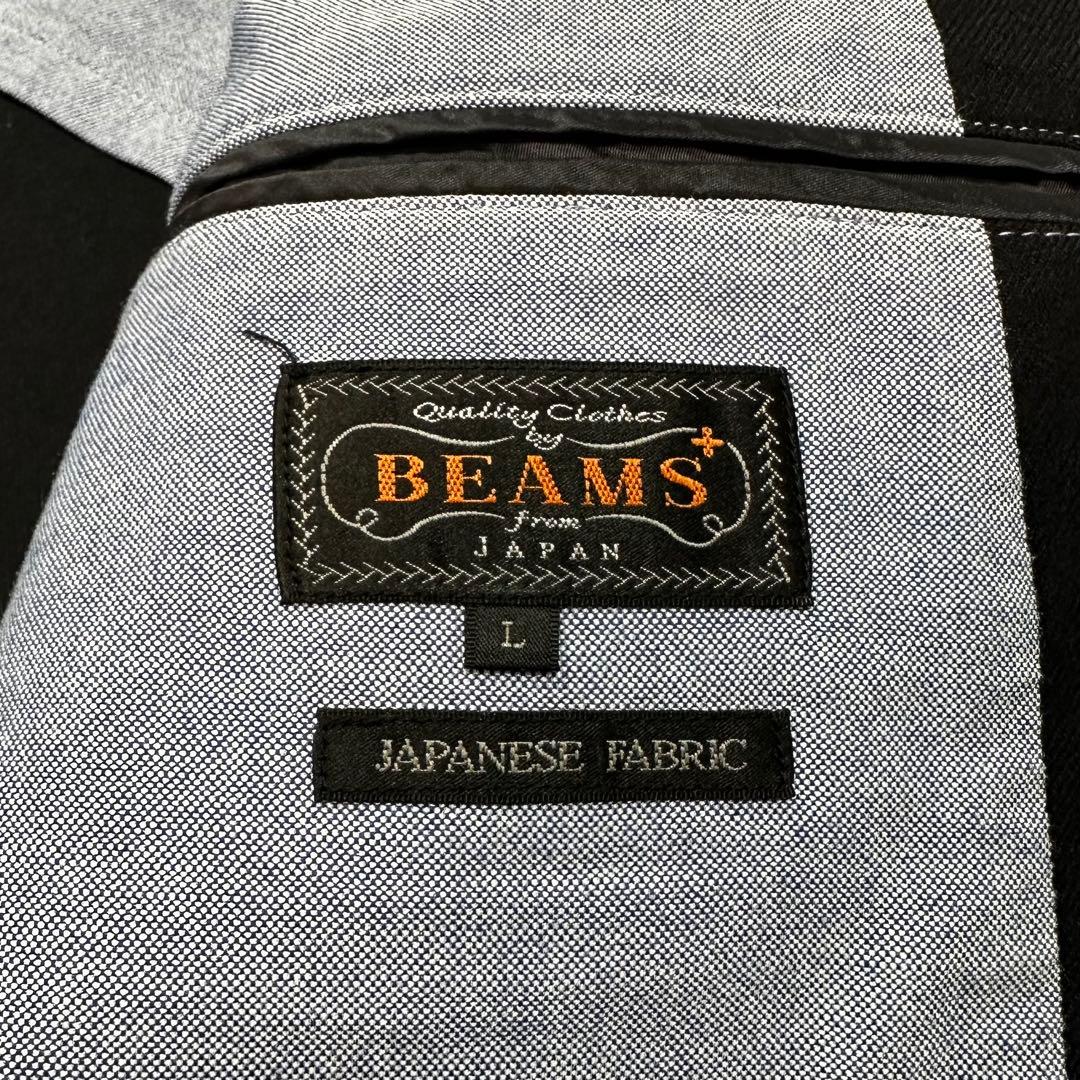 Quality Clothes
by
BEAMS+
from
JAPAN
L
JAPANESE FABRIC